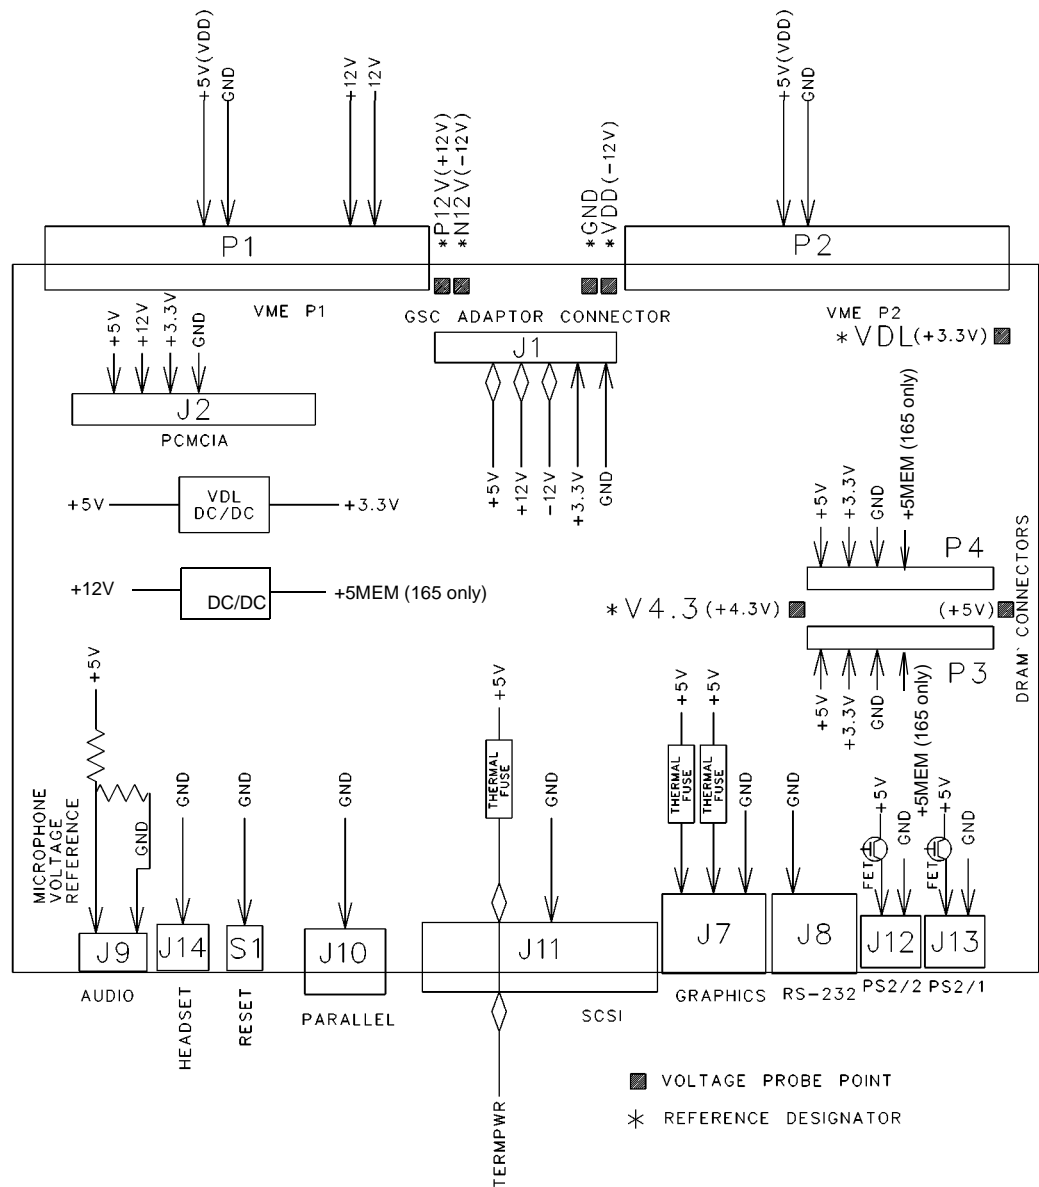 +5V(VDD)
GND
+12V
+12V
*P12V(+12V)
*N12V(-12V)
*GND
*VDD(-12V)
+5V(VDD)
GND
P1
P2
VME P1
GSC ADAPTOR CONNECTOR
VME P2
*VDL(+3.3V)
+5V
+12V
+3.3V
GND
J1
J2
PCMCIA
+5V
+12V
-12V
+3.3V
GND
+5V
VDL
DC/DC
+3.3V
+5V
+3.3V
GND
+5MEM (165 only)
P4
+12V
DC/DC
+5MEM (165 only)
*V4.3(+4.3V)
(+5V)
DRAM` CONNECTORS
P3
+5V
+3.3V
GND
+5MEM (165 only)
+5V
GND
MICROPHONE
VOLTAGE
REFERENCE
GND
GND
GND
+5V
THERMAL
FUSE
GND
+5V
+5V
THERMAL
FUSE
THERMAL
FUSE
GND
GND
+5V
FET
GND
+5V
FET
GND
J9
J14
S1
J10
J11
J7
J8
J12
J13
AUDIO
HEADSET
RESET
PARALLEL
SCSI
GRAPHICS
RS-232
PS2/2
PS2/1
TERMPWR
VOLTAGE PROBE POINT
* REFERENCE DESIGNATOR